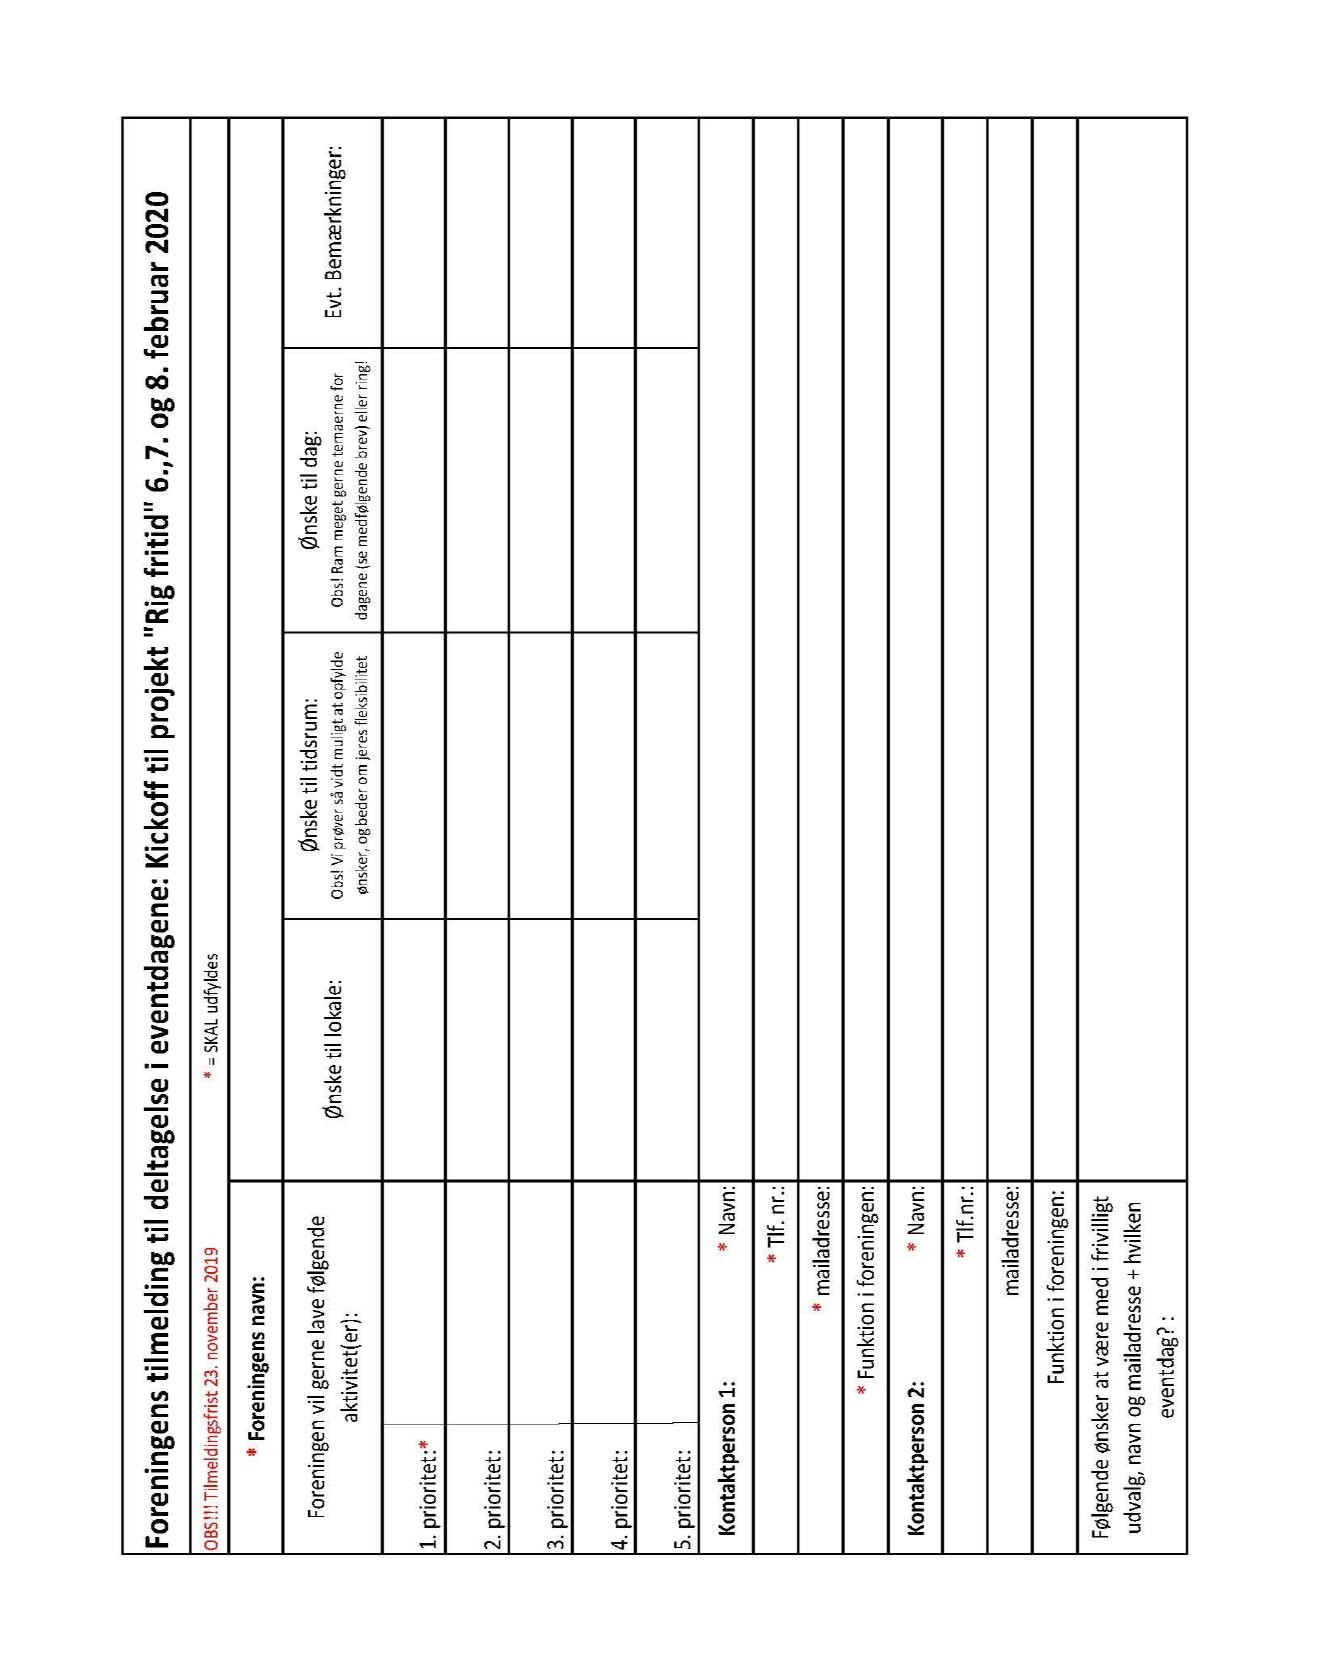 Foreningens tilmelding til deltagelse i eventdagene: Kickoff til projekt "Rig fritid" 6.,7. og 8. februar 2020
OBS!!! Tilmeldingsfrist 23. november 2019 * = SKAL udfyldes
* Foreningens navn:
Foreningen vil gerne lave følgende
aktivitet(er):
Ønske til lokale:
Ønske til tidsrum:
Obs! Vi prøver så vidt muligt at opfylde
ønsker, og beder om jeres fleksibilitet
Ønske til dag:
Obs! Ram meget gerne temaerne for
dagene (se medfølgende brev) eller ring!
Evt. Bemærkninger:
1. prioritet:*
2. prioritet:
3. prioritet:
4. prioritet:
5. prioritet:
Kontaktperson 1: * Navn:
* Tlf. nr.:
* mailadresse:
* Funktion i foreningen:
Kontaktperson 2: * Navn:
* Tlf.nr.:
mailadresse:
Funktion i foreningen:
Følgende ønsker at være med i frivilligt
udvalg, navn og mailadresse + hvilken
eventdag? :